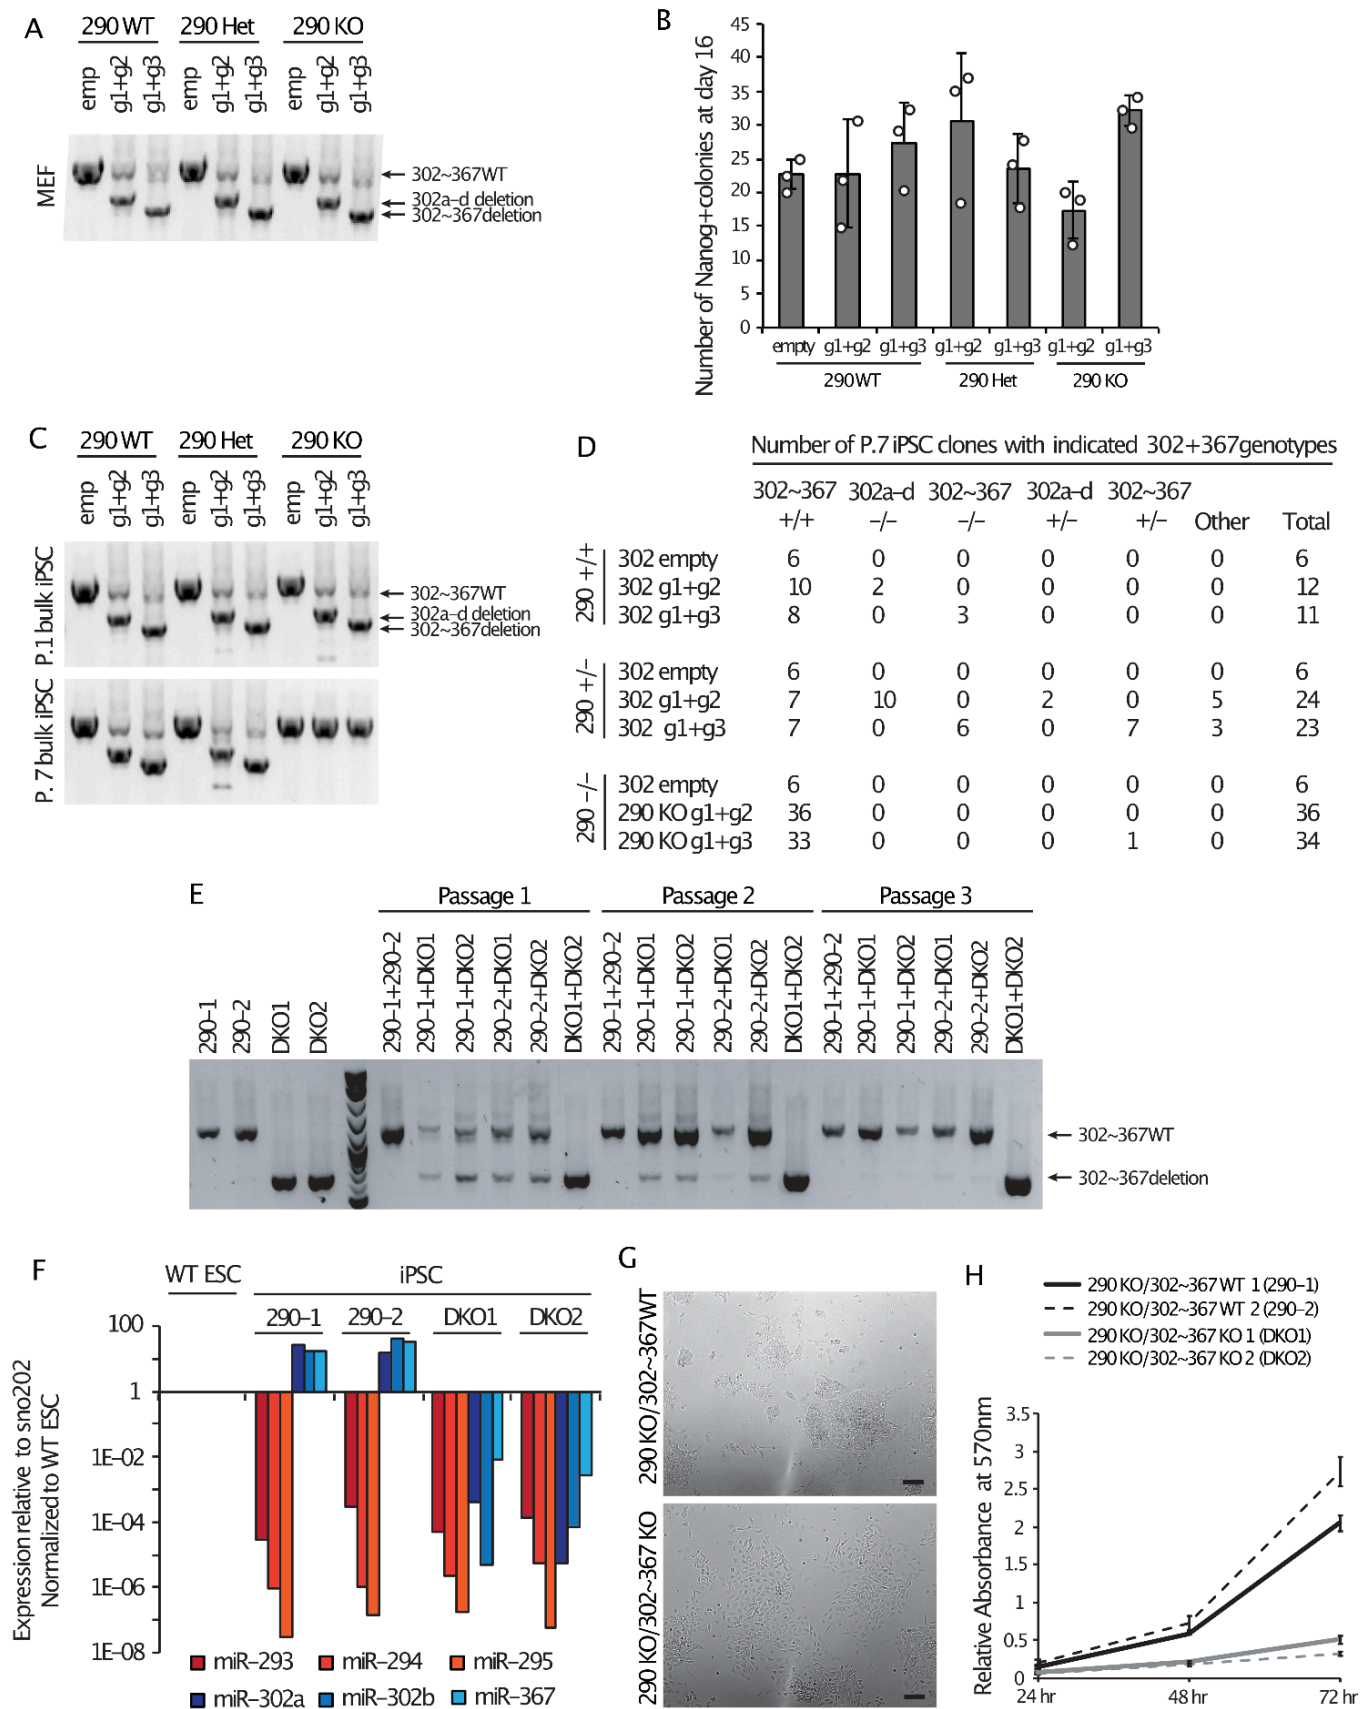 A
290 WT 290 Het 290 KO
emp g1+g2 g1+g3 emp g1+g2 g1+g3 emp g1+g2 g1+g3
MEF
302~367WT
302a–d deletion
302~367deletion
B
Number of Nanog+colonies at day 16
45
40
35
30
25
20
15
10
5
0
empty g1+g2 g1+g3 g1+g2 g1+g3 g1+g2 g1+g3
290WT 290 Het 290 KO
C
290 WT 290 Het 290 KO
emp g1+g2 g1+g3 emp g1+g2 g1+g3 emp g1+g2 g1+g3
P.1 bulk iPSC
302~367WT
302a–d deletion
302~367deletion
P. 7 bulk iPSC
D
Number of P.7 iPSC clones with indicated 302+367genotypes
302~367 302a–d 302~367 302a–d 302~367
+/+ –/– –/– +/– +/– Other Total
290 +/+
302 empty 6 0 0 0 0 0 6
302 g1+g2 10 2 0 0 0 0 12
302 g1+g3 8 0 3 0 0 0 11
290 +/–
302 empty 6 0 0 0 0 0 6
302 g1+g2 7 10 0 2 0 5 24
302 g1+g3 7 0 6 0 7 3 23
290 –/–
302 empty 6 0 0 0 0 0 6
290 KO g1+g2 36 0 0 0 0 0 36
290 KO g1+g3 33 0 0 0 1 0 34
E
Passage 1 Passage 2 Passage 3
290–1 290–2 DKO1 DKO2 290–1+290–2 290–1+DKO1 290–1+DKO2 290–2+DKO1 290–2+DKO2 DKO1+DKO2 290–1+290–2 290–1+DKO1 290–1+DKO2 290–2+DKO1 290–2+DKO2 DKO1+DKO2 290–1+290–2 290–1+DKO1 290–1+DKO2 290–2+DKO1 290–2+DKO2 DKO1+DKO2
302~367WT
302~367deletion
F
WT ESC iPSC
290–1 290–2 DKO1 DKO2
Expression relative to sno202
Normalized to WT ESC
100
1
1E–02
1E–04
1E–06
1E–08
miR–293 miR–294 miR–295
miR–302a miR–302b miR–367
G
290 KO/302~367WT
290 KO/302~367 KO
H
290 KO/302~367 WT 1 (290–1)
290 KO/302~367 WT 2 (290–2)
290 KO/302~367 KO 1 (DKO1)
290 KO/302~367 KO 2 (DKO2)
Relative Absorbance at 570nm
3.5
3
2.5
2
1.5
1
0.5
0
24 hr 48 hr 72 hr